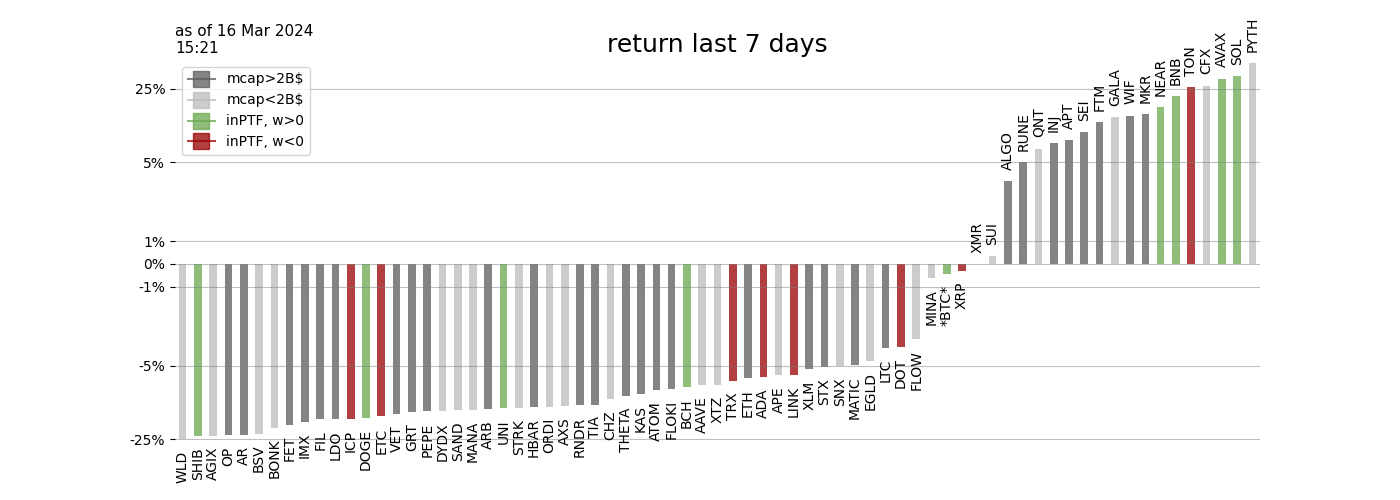 as of 16 Mar 2024
15:21
return last 7 days
mcap>2B$
mcap<2B$
inPTF, w>0
inPTF, w<0
25%
5%
1%
0%
-1%
-5%
-25%
WLD
SHIB
AGIX
OP
AR
BSV
BONK
FET
IMX
FIL
LDO
ICP
DOGE
ETC
VET
GRT
PEPE
DYDX
SAND
MANA
ARB
UNI
STRK
HBAR
ORDI
AXS
RNDR
TIA
CHZ
THETA
KAS
ATOM
FLOKI
BCH
AAVE
XTZ
TRX
ETH
ADA
APE
LINK
XLM
STX
SNX
MATIC
EGLD
LTC
DOT
FLOW
MINA
*BTC*
XRP
XMR
SUI
ALGO
RUNE
QNT
INJ
APT
SEI
FTM
GALA
WIF
MKR
NEAR
BNB
TON
CFX
AVAX
SOL
PYTH